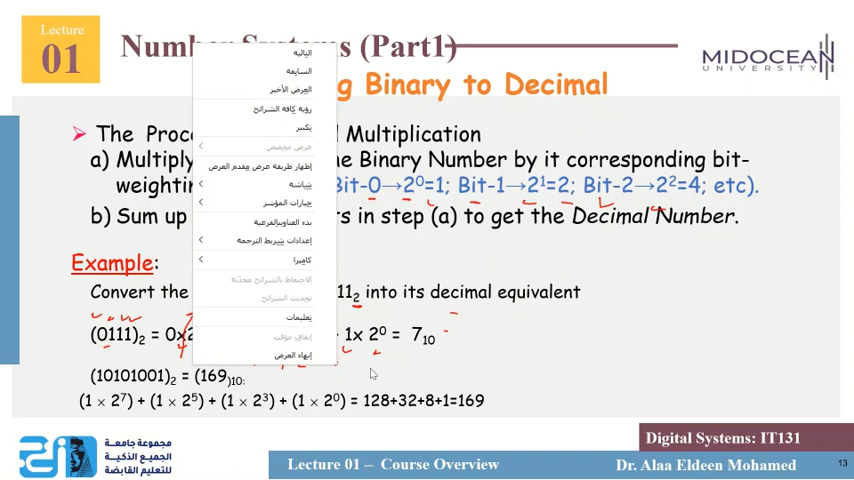 Lecture
01
Number Systems (Part1)
MIDOCEAN
UNIVERSITY
g Binary to Decimal
The Proc Multiplication
a) Multiply the Binary Number by it corresponding bit-
weighting Bit-0→2⁰=1; Bit-1→2¹=2; Bit-2→2²=4; etc).
b) Sum up in step (a) to get the Decimal Number.
Example:
Convert the 11₂ into its decimal equivalent
(0111)₂ = 0x2 1x 2⁰ = 7₁₀
(10101001)₂ = (169)₁₀:
(1 × 2⁷) + (1 × 2⁵) + (1 × 2³) + (1 × 2⁰) = 128+32+8+1=169
التالية
السابقة
العرض الأخير
رؤية كافة الشرائح
تكبير
عرض مخصص
إظهار طريقة عرض مقدم العرض
شاشة
خيارات المؤشر
بدء العناوين الفرعية
إعدادات شريط الترجمة
كاميرا
الاحتفاظ بالشرائح محدّثة
تحديث الشرائح
تعليمات
إيقاف مؤقت
إنهاء العرض
مجموعة جامعة
الجميع الذكية
للتعليم القابضة
Digital Systems: IT131
Lecture 01 – Course Overview
Dr. Alaa Eldeen Mohamed
13